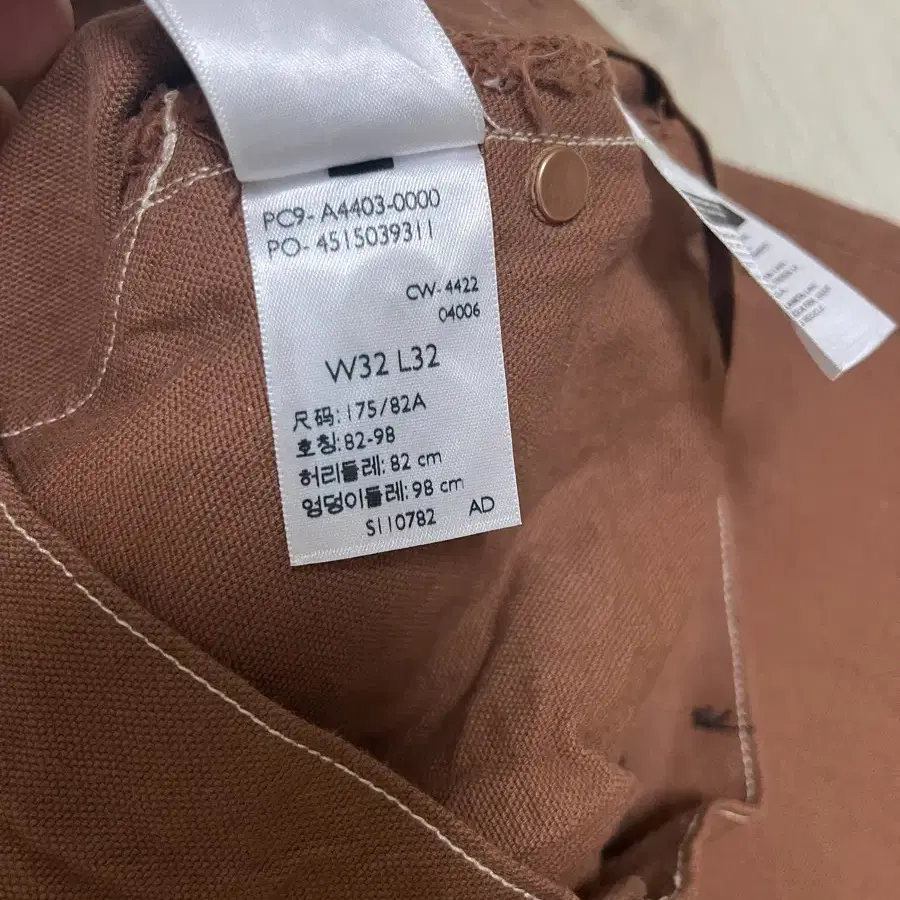 PC9- A4403-0000
PO- 4515039311
CW- 4422
04006
W32 L32
尺码: 175/82A
호칭: 82-98
허리둘레: 82 cm
엉덩이둘레: 98 cm
S110782 AD